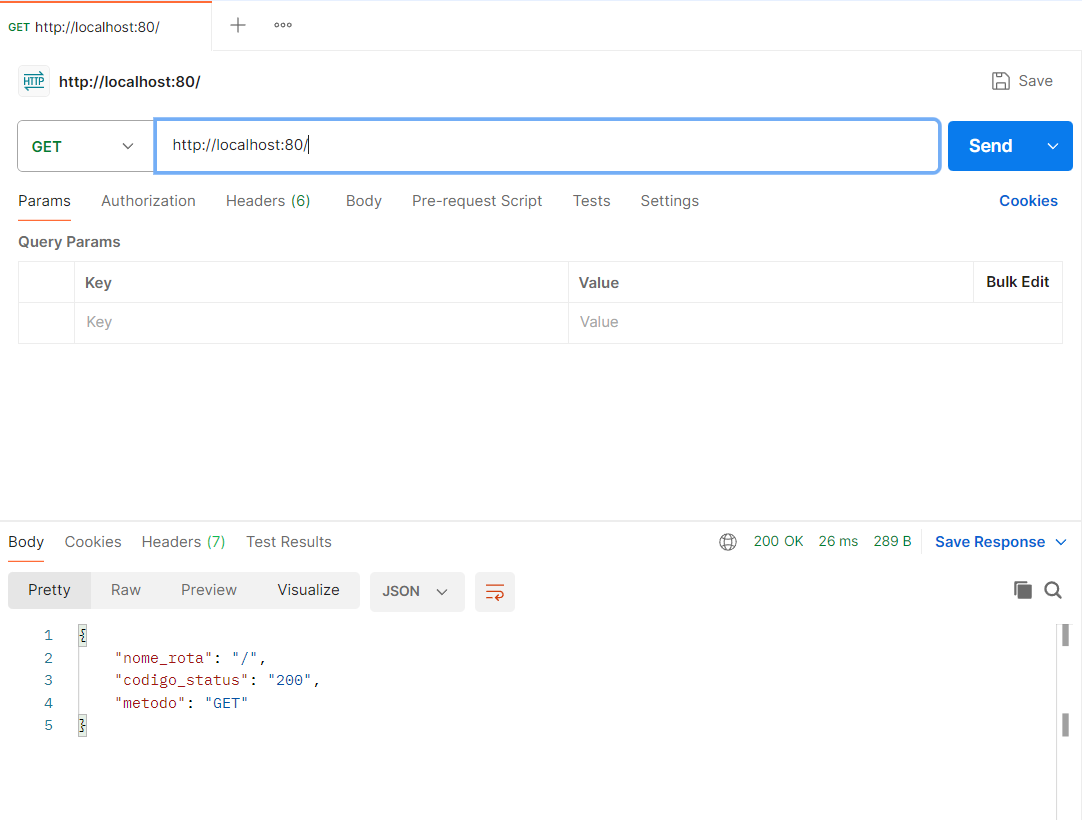 GET http://localhost:80/
HTTP http://localhost:80/ Save
GET http://localhost:80/ Send
Params Authorization Headers (6) Body Pre-request Script Tests Settings Cookies
Query Params
Key Value Bulk Edit
Key Value
Body Cookies Headers (7) Test Results 200 OK 26 ms 289 B Save Response
Pretty Raw Preview Visualize JSON
1 {
2 "nome_rota": "/",
3 "codigo_status": "200",
4 "metodo": "GET"
5 }